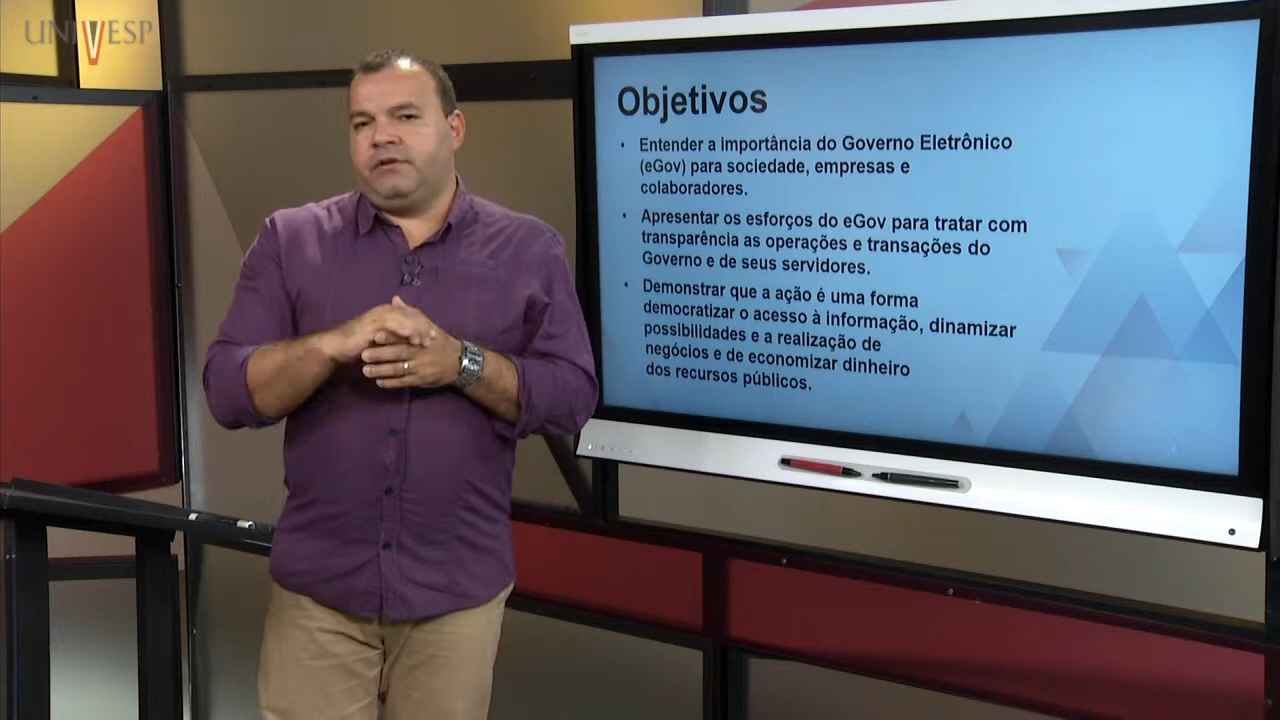 UNIVESP
Objetivos
• Entender a importância do Governo Eletrônico
(eGov) para sociedade, empresas e
colaboradores.
• Apresentar os esforços do eGov para tratar com
transparência as operações e transações do
Governo e de seus servidores.
• Demonstrar que a ação é uma forma
democratizar o acesso à informação, dinamizar
possibilidades e a realização de
negócios e de economizar dinheiro
dos recursos públicos.